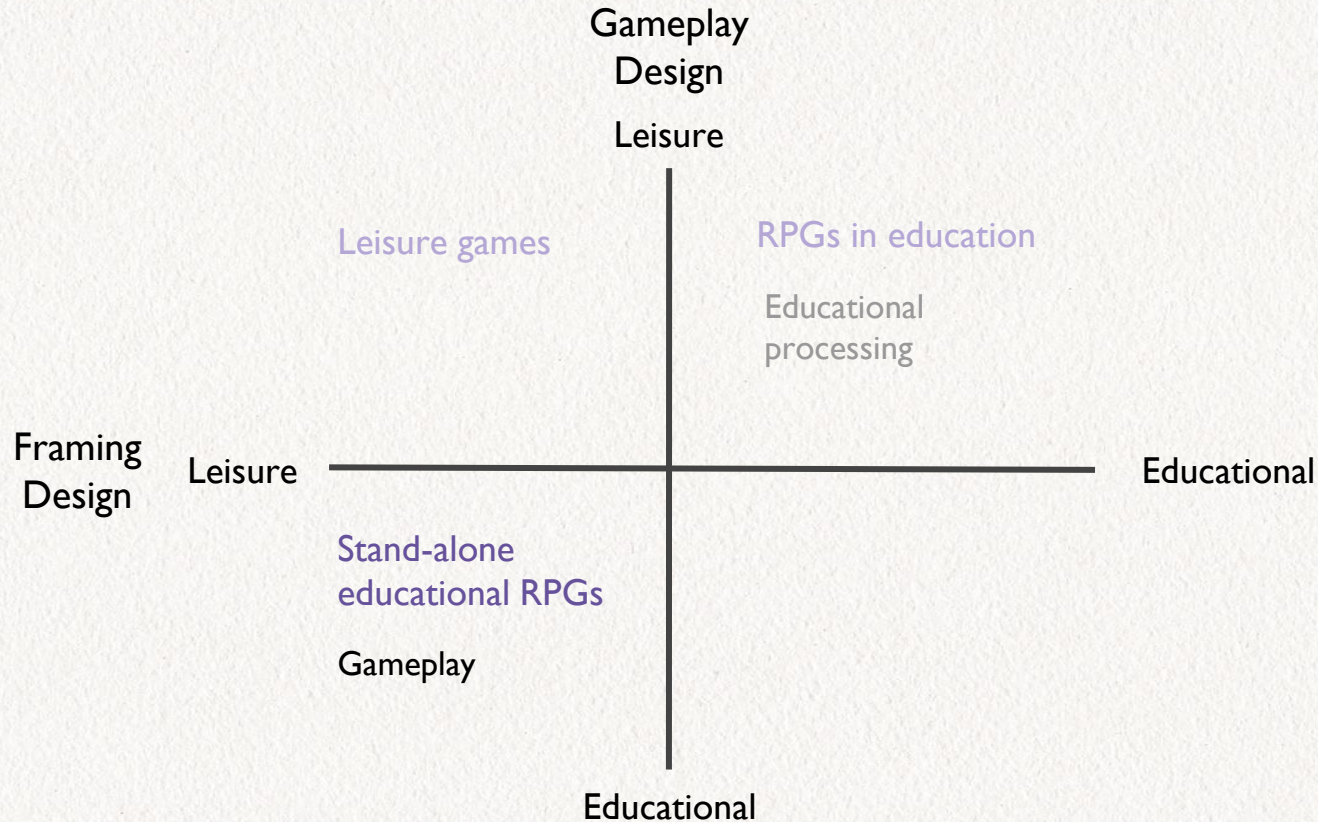 Gameplay
Design
Leisure
Leisure games
RPGs in education
Educational
processing
Framing
Design
Leisure
Educational
Stand-alone
educational RPGs
Gameplay
Educational